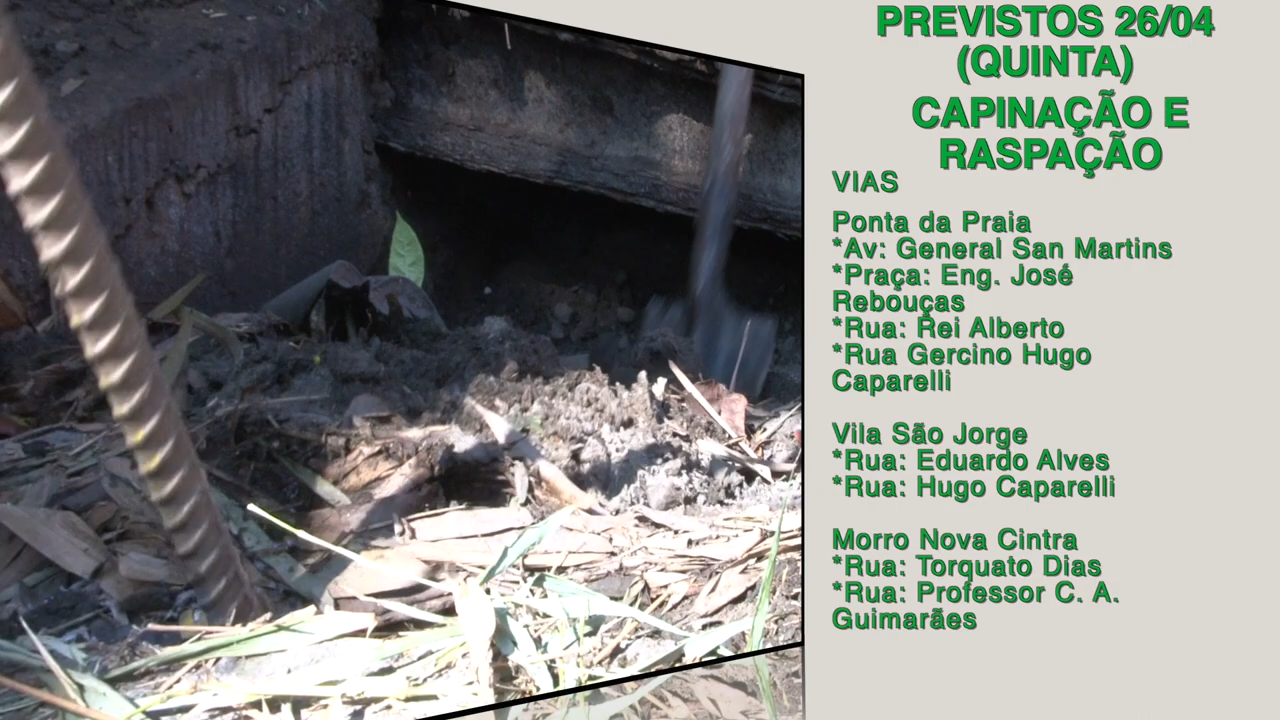 PREVISTOS 26/04
(QUINTA)
CAPINAÇÃO E
RASPAÇÃO
VIAS
Ponta da Praia
*Av: General San Martins
*Praça: Eng. José
Rebouças
*Rua: Rei Alberto
*Rua Gercino Hugo
Caparelli
Vila São Jorge
*Rua: Eduardo Alves
*Rua: Hugo Caparelli
Morro Nova Cintra
*Rua: Torquato Dias
*Rua: Professor C. A.
Guimarães